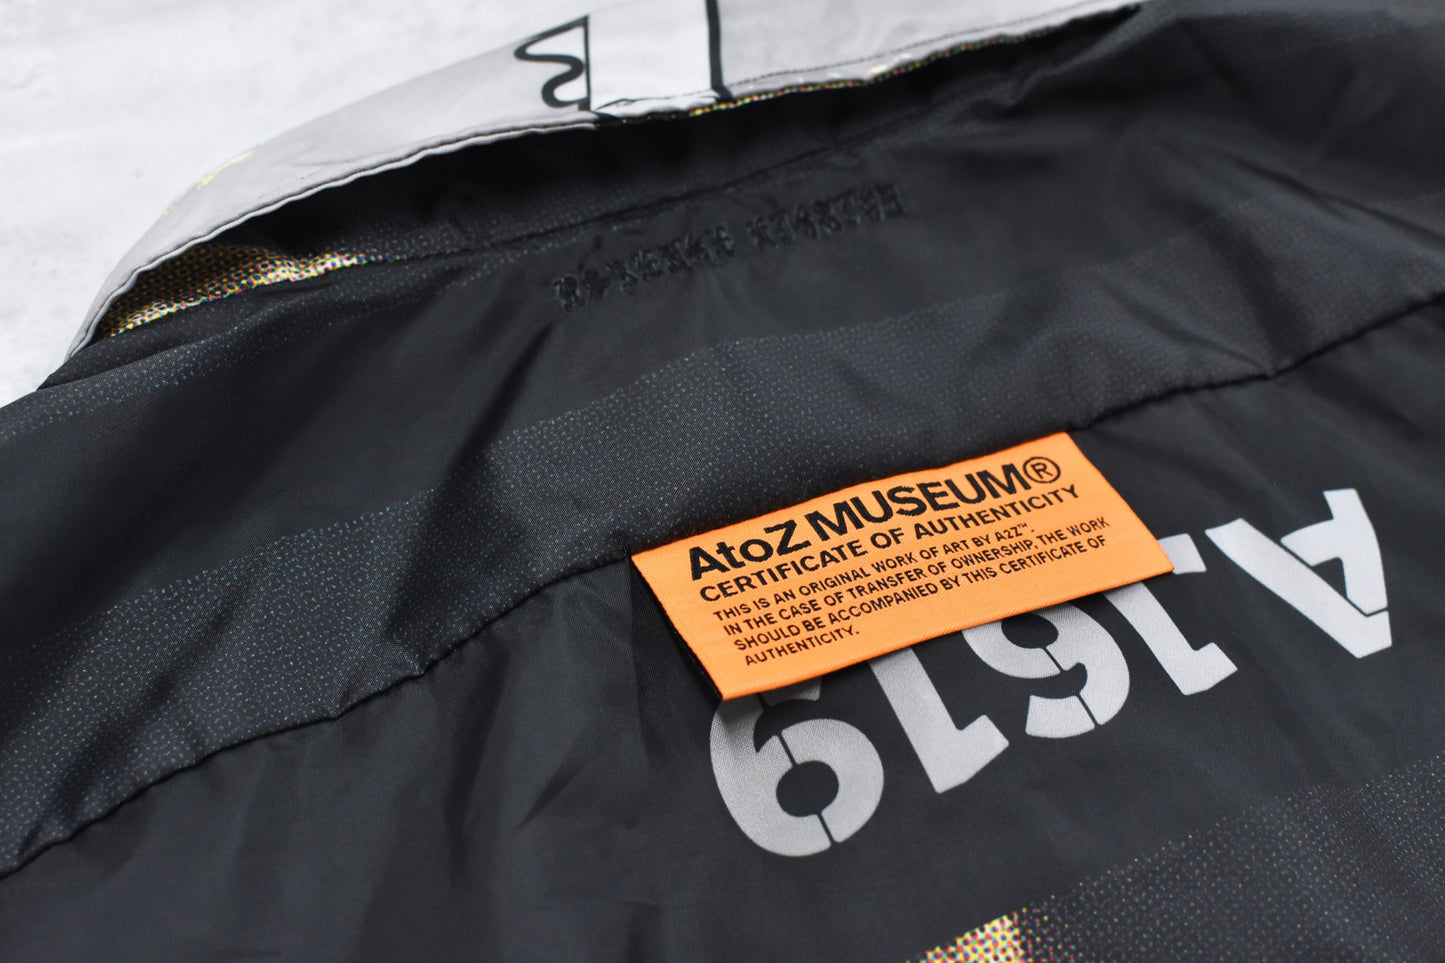 AtoZ MUSEUM®
CERTIFICATE OF AUTHENTICITY
THIS IS AN ORIGINAL WORK OF ART BY A2Z™.
IN THE CASE OF TRANSFER OF OWNERSHIP, THE WORK
SHOULD BE ACCOMPANIED BY THIS CERTIFICATE OF
AUTHENTICITY.